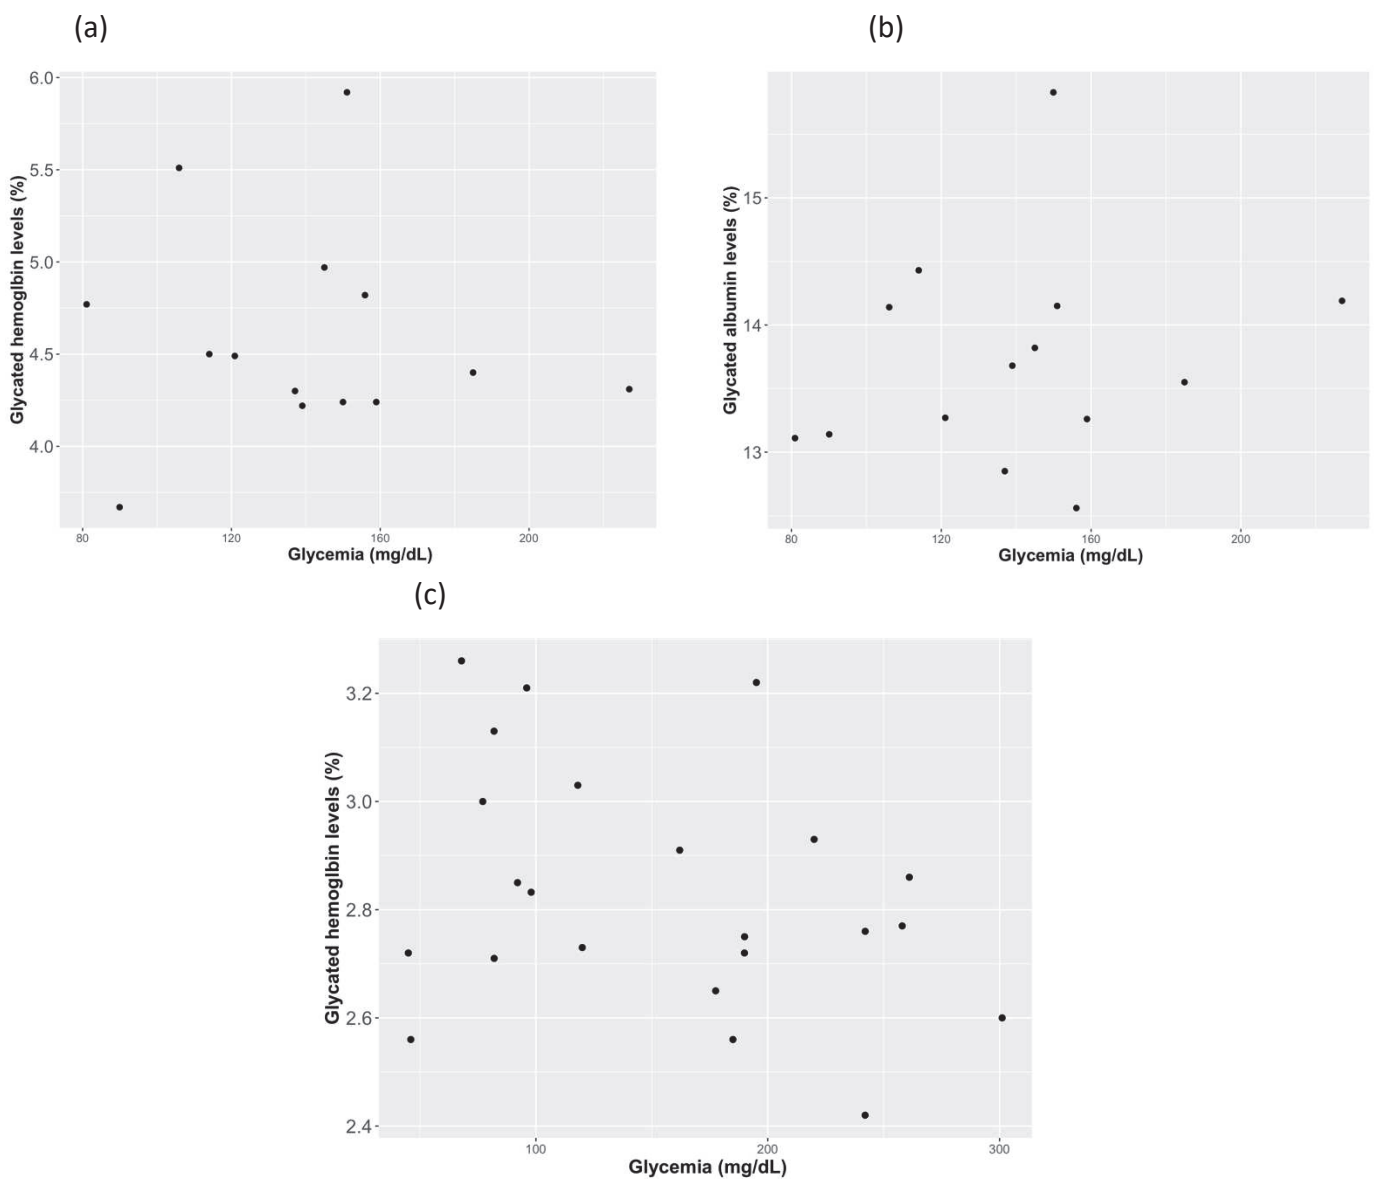 (a)
(b)
6.0
5.5
5.0
4.5
4.0
Glycated hemoglbin levels (%)
80 120 160 200
Glycemia (mg/dL)
15
14
13
Glycated albumin levels (%)
80 120 160 200
Glycemia (mg/dL)
(c)
3.2
3.0
2.8
2.6
2.4
Glycated hemoglbin levels (%)
100 200 300
Glycemia (mg/dL)